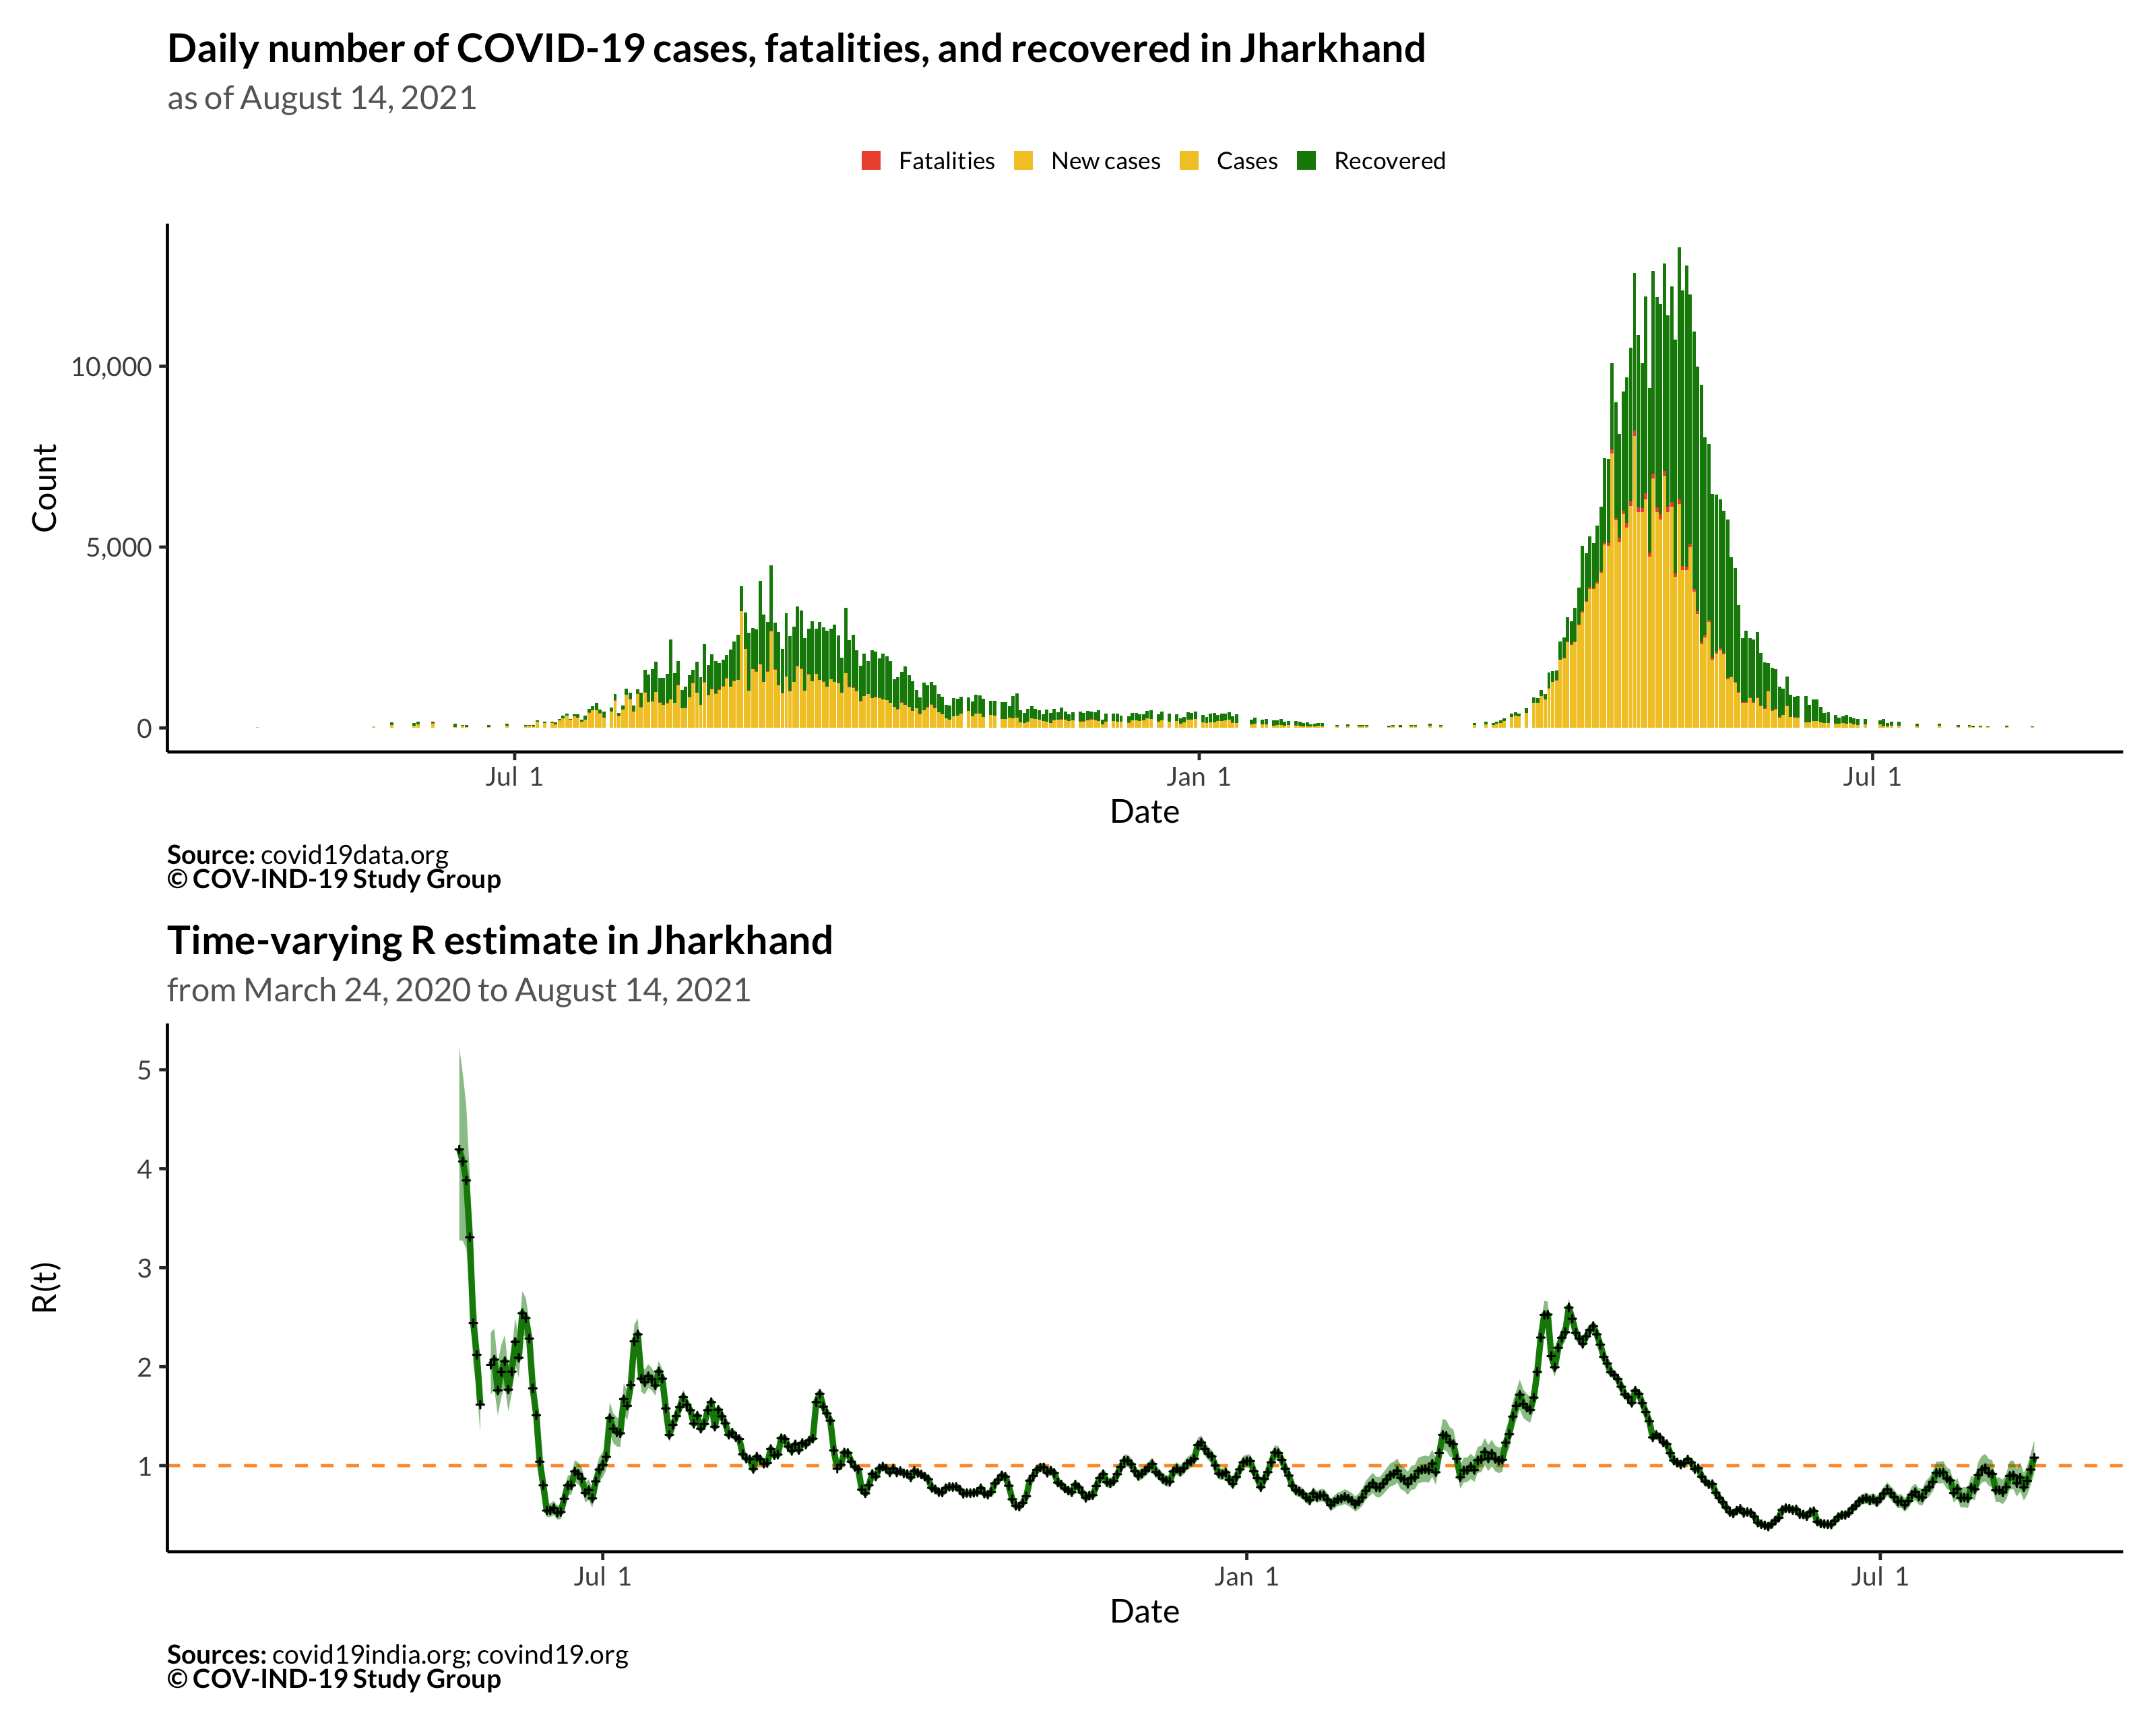 Daily number of COVID-19 cases, fatalities, and recovered in Jharkhand
as of August 14, 2021
Fatalities New cases Cases Recovered
Count
10,000
5,000
0
Jul 1 Jan 1 Jul 1
Date
Source: covid19data.org
© COV-IND-19 Study Group
Time-varying R estimate in Jharkhand
from March 24, 2020 to August 14, 2021
R(t)
5
4
3
2
1
Jul 1 Jan 1 Jul 1
Date
Sources: covid19india.org; covind19.org
© COV-IND-19 Study Group